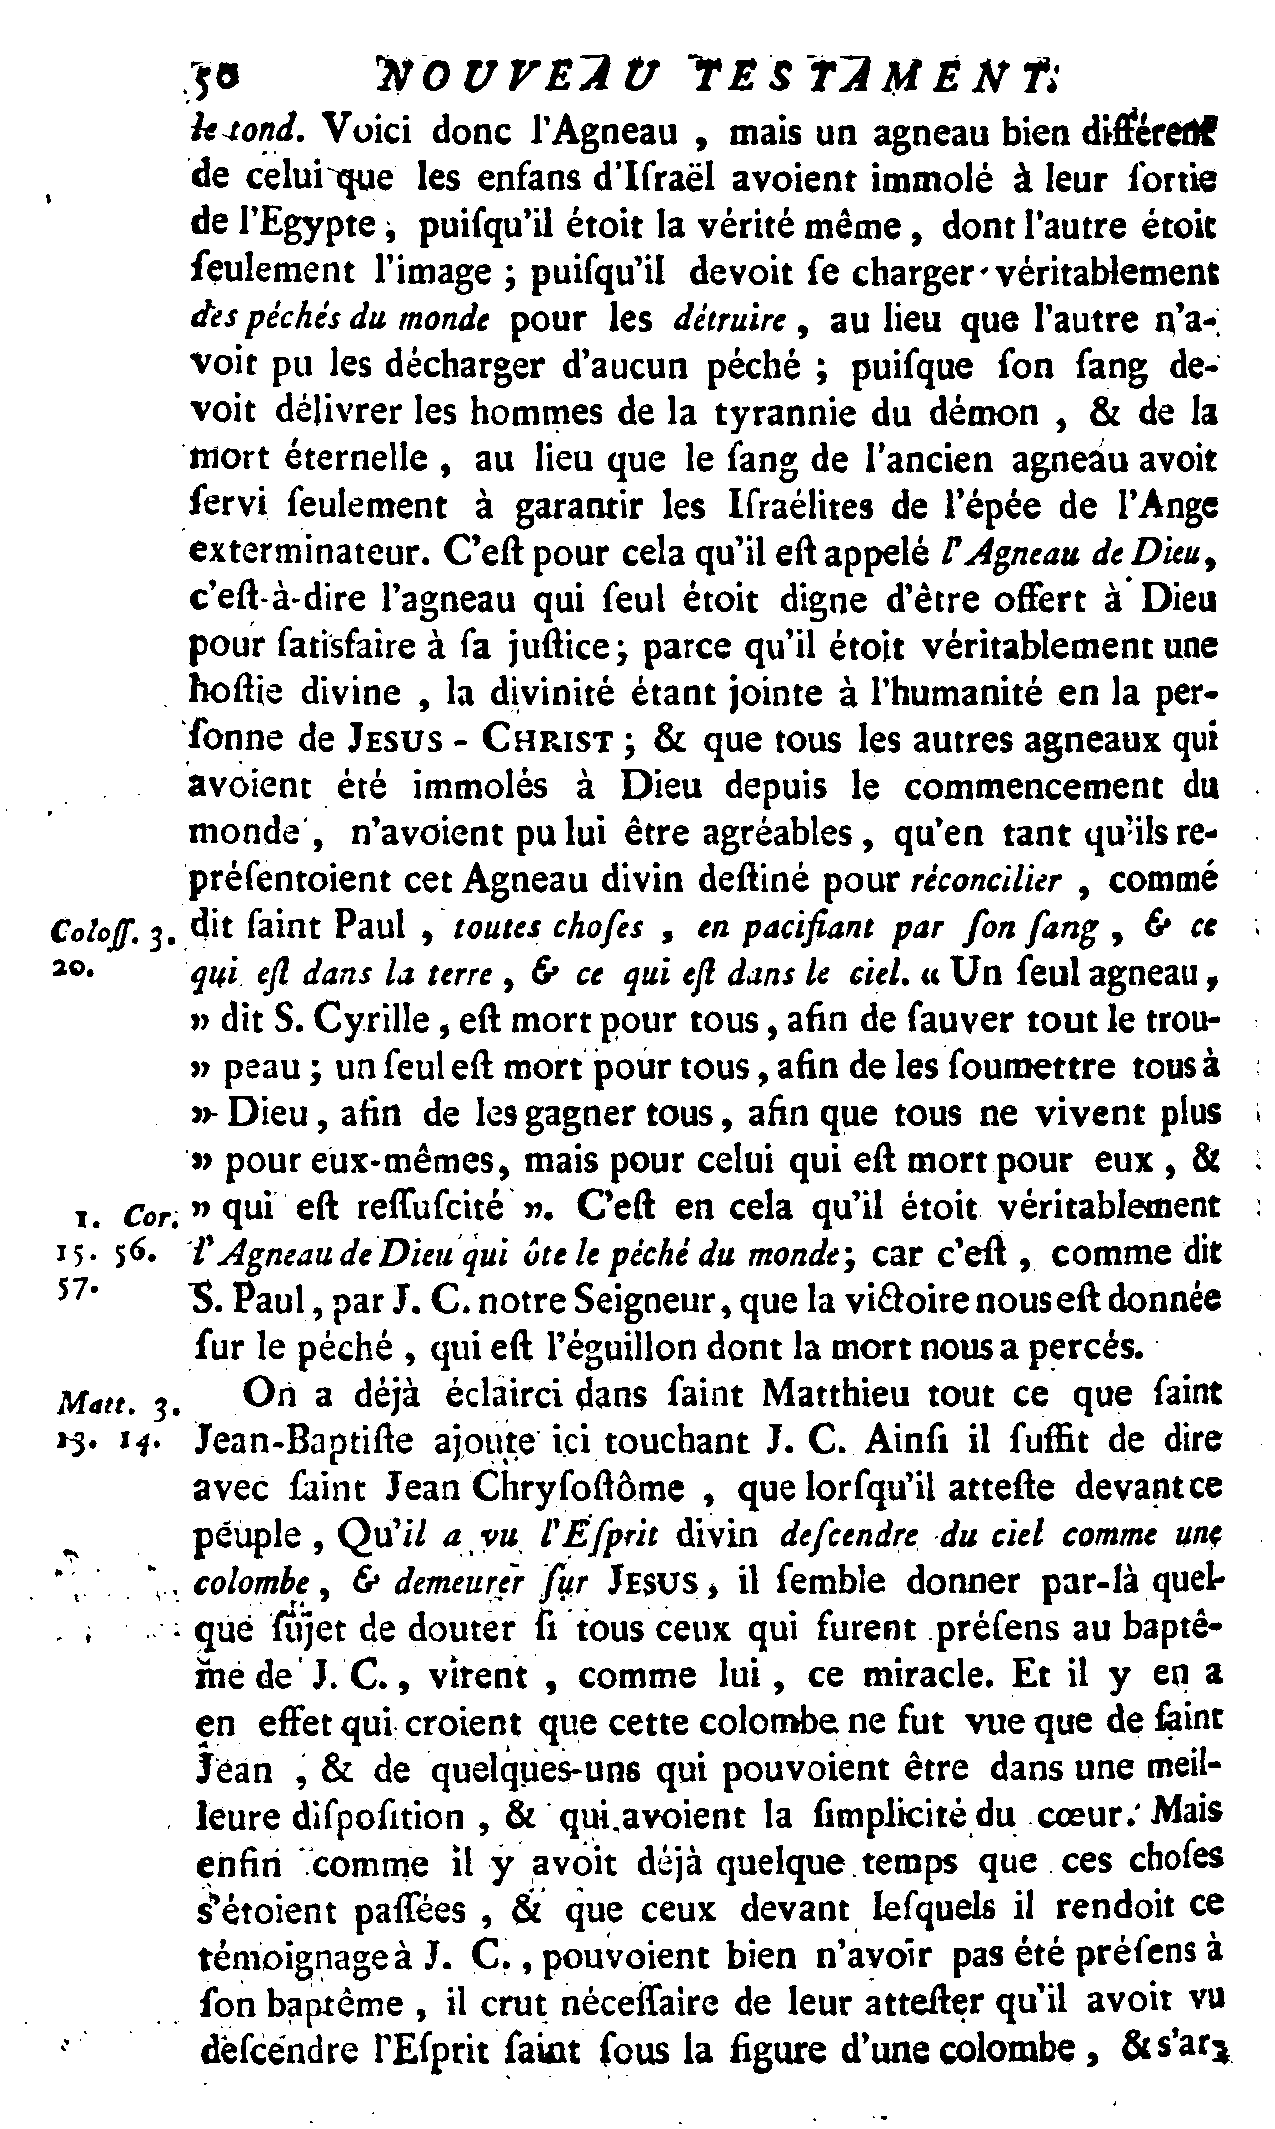 50 NOUVEAU TESTAMENT.
Voici donc l'Agneau , mais un agneau bien différent
de celui que les enfans d'Iſraël avoient immolé à leur ſortie
de l'Egypte ; puiſqu'il étoit la vérité même , dont l'autre étoit
ſeulement l'image ; puiſqu'il devoit ſe charger véritablement
des péchés du monde pour les détruire , au lieu que l'autre n'a-
voit pu les décharger d'aucun péché ; puiſque ſon ſang de-
voit délivrer les hommes de la tyrannie du démon , & de la
mort éternelle , au lieu que le ſang de l'ancien agneau avoit
ſervi ſeulement à garantir les Iſraélites de l'épée de l'Ange
exterminateur. C'eſt pour cela qu'il eſt appelé l'Agneau de Dieu,
c'eſt-à-dire l'agneau qui ſeul étoit digne d'être offert à Dieu
pour ſatisfaire à ſa juſtice ; parce qu'il étoit véritablement une
hoſtie divine , la divinité étant jointe à l'humanité en la per-
ſonne de JESUS - CHRIST ; & que tous les autres agneaux qui
avoient été immolés à Dieu depuis le commencement du
monde , n'avoient pu lui être agréables , qu'en tant qu'ils re-
préſentoient cet Agneau divin deſtiné pour réconcilier , comme
Coloſſ. 3. dit ſaint Paul , toutes choſes , en pacifiant par ſon ſang , & ce
20. qui eſt dans la terre , & ce qui eſt dans le ciel. « Un ſeul agneau ,
» dit S. Cyrille , eſt mort pour tous , afin de ſauver tout le trou-
» peau ; un ſeul eſt mort pour tous , afin de les ſoumettre tous à
» Dieu , afin de les gagner tous , afin que tous ne vivent plus
» pour eux-mêmes, mais pour celui qui eſt mort pour eux , &
1. Cor. » qui eſt reſſuſcité ». C'eſt en cela qu'il étoit véritablement
15. 56. l'Agneau de Dieu qui ôte le péché du monde ; car c'eſt , comme dit
57. S. Paul , par J. C. notre Seigneur, que la victoire nous eſt donnée
ſur le péché , qui eſt l'éguillon dont la mort nous a percés.
Matt. 3. On a déjà éclairci dans ſaint Matthieu tout ce que ſaint
13. 14. Jean-Baptiſte ajoute ici touchant J. C. Ainſi il ſuffit de dire
avec ſaint Jean Chryſoſtôme , que lorſqu'il atteſte devant ce
peuple , Qu'il a vu l'Eſprit divin deſcendre du ciel comme une
colombe , & demeurer ſur JESUS , il ſemble donner par-là quel-
que ſujet de douter ſi tous ceux qui furent préſens au baptê-
me de J. C. , virent , comme lui , ce miracle. Et il y en a
en effet qui croient que cette colombe ne fut vue que de ſaint
Jean , & de quelques-uns qui pouvoient être dans une meil-
leure diſpoſition , & qui avoient la ſimplicité du cœur. Mais
enfin comme il y avoit déjà quelque temps que ces choſes
s'étoient paſſées , & que ceux devant leſquels il rendoit ce
témoignage à J. C. , pouvoient bien n'avoir pas été préſens à
ſon baptême , il crut néceſſaire de leur atteſter qu'il avoit vu
deſcendre l'Eſprit ſaint ſous la figure d'une colombe , & s'ar-